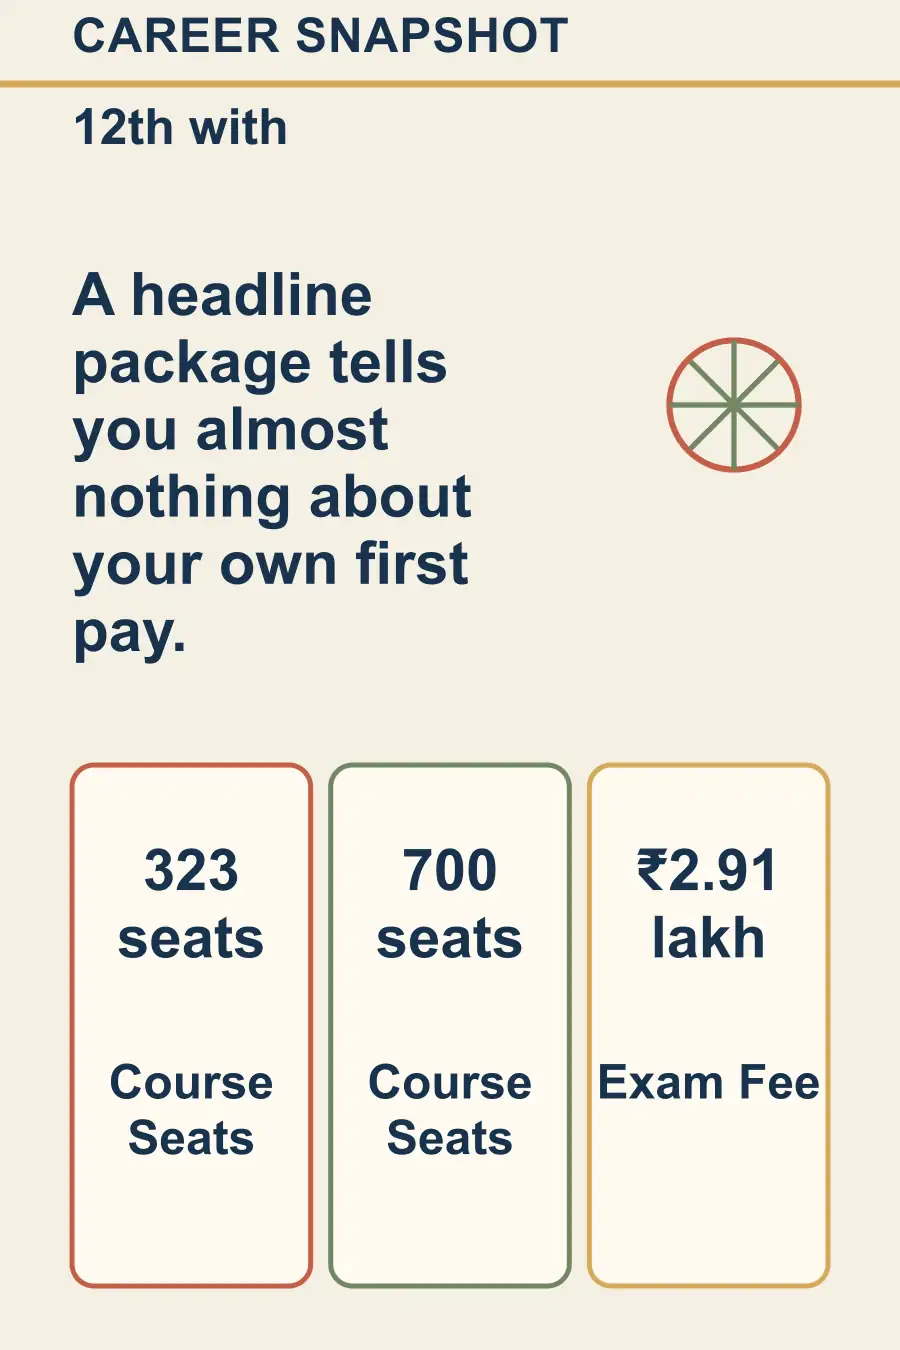 CAREER SNAPSHOT
12th with
A headline
package tells
you almost
nothing about
your own first
pay.
323
seats
Course
Seats
700
seats
Course
Seats
₹2.91
lakh
Exam Fee